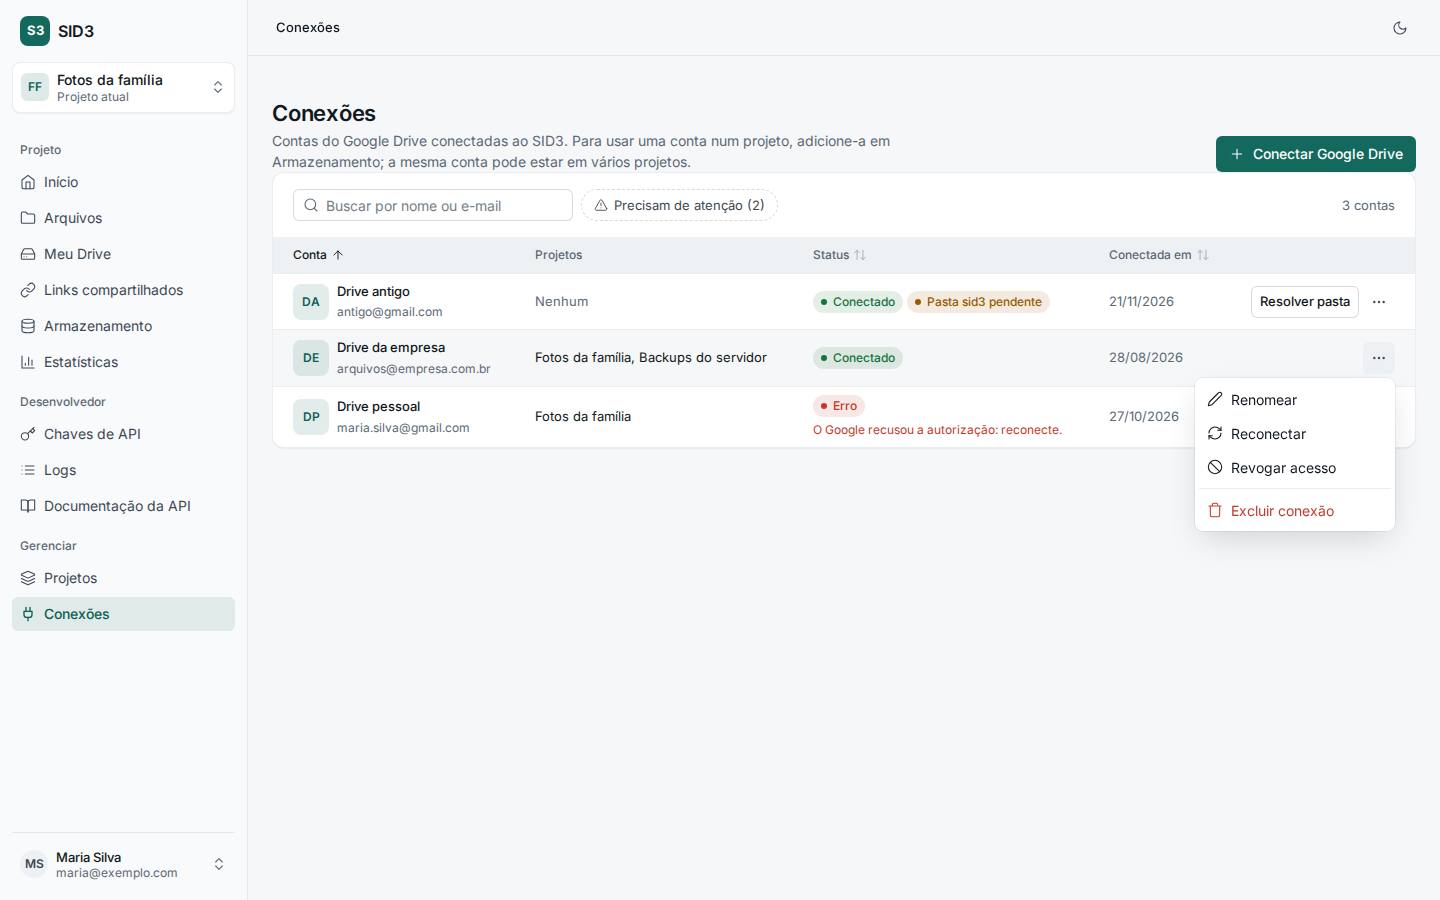 S3 SID3
FF
Fotos da família
Projeto atual
Projeto
Início
Arquivos
Meu Drive
Links compartilhados
Armazenamento
Estatísticas
Desenvolvedor
Chaves de API
Logs
Documentação da API
Gerenciar
Projetos
Conexões
MS
Maria Silva
maria@exemplo.com
Conexões
Conexões
Contas do Google Drive conectadas ao SID3. Para usar uma conta num projeto, adicione-a em
Armazenamento; a mesma conta pode estar em vários projetos.
Conectar Google Drive
Buscar por nome ou e-mail
Precisam de atenção (2)
3 contas
Conta Projetos Status Conectada em
DA
Drive antigo
antigo@gmail.com
Nenhum
Conectado Pasta sid3 pendente
21/11/2026
Resolver pasta
DE
Drive da empresa
arquivos@empresa.com.br
Fotos da família, Backups do servidor
Conectado
28/08/2026
DP
Drive pessoal
maria.silva@gmail.com
Fotos da família
Erro
O Google recusou a autorização: reconecte.
27/10/2026
Renomear
Reconectar
Revogar acesso
Excluir conexão